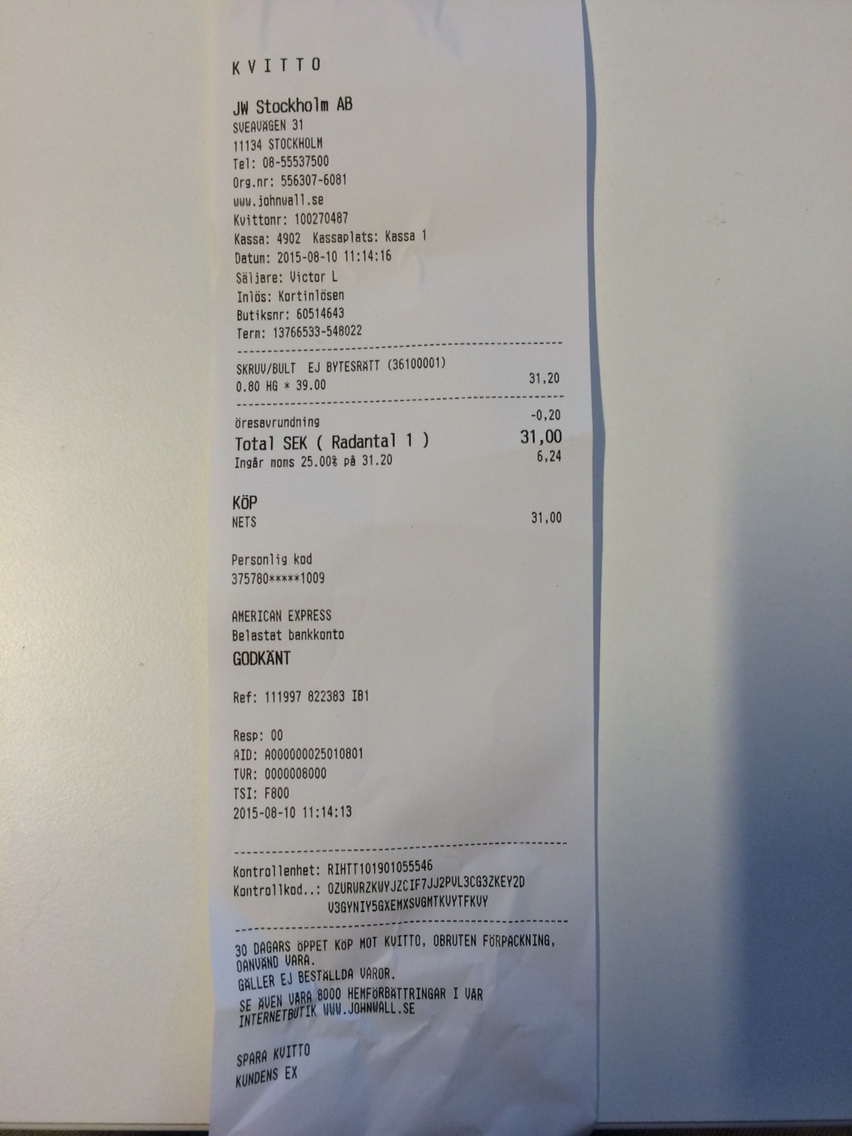 KVITTO
JW Stockholm AB
SVEAVÄGEN 31
11134 STOCKHOLM
Tel: 08-55537500
Org.nr: 556307-6081
www.johnwall.se
Kvittonr: 100270487
Kassa: 4902 Kassaplats: Kassa 1
Datum: 2015-08-10 11:14:16
Säljare: Victor L
Inlös: Kortinlösen
Butiksnr: 60514643
Term: 13766533-548022
SKRUV/BULT EJ BYTESRÄTT (36100001)
0.80 HG * 39.00 31,20
öresavrundning -0,20
Total SEK ( Radantal 1 ) 31,00
Ingår moms 25.00% på 31.20 6,24
KÖP
NETS 31,00
Personlig kod
375780*****1009
AMERICAN EXPRESS
Belastat bankkonto
GODKÄNT
Ref: 111997 822383 IB1
Resp: 00
AID: A000000025010801
TVR: 0000008000
TSI: F800
2015-08-10 11:14:13
Kontrollenhet: RIHTT101901055546
Kontrollkod..: OZURWRZKWYJZCIF7JJ2PVL3CG3ZKEY2D
V3GYNIY5GXEMXSVGMTKVYTFKVY
30 DAGARS ÖPPET KÖP MOT KVITTO, OBRUTEN FÖRPACKNING,
OANVÄND VARA.
GÄLLER EJ BESTÄLLDA VAROR.
SE ÄVEN VÅRA 8000 HEMFÖRBÄTTRINGAR I VÅR
INTERNETBUTIK WWW.JOHNWALL.SE
SPARA KVITTO
KUNDENS EX